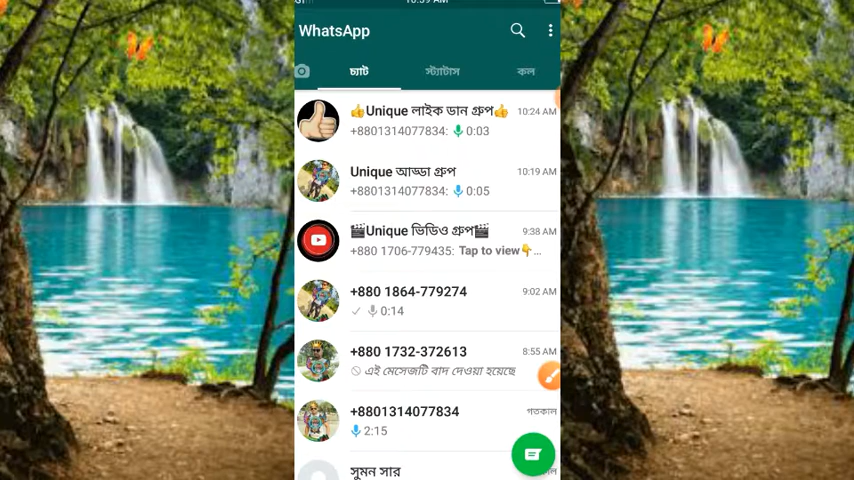 WhatsApp
চ্যাট
স্ট্যাটাস
কল
👍Unique লাইক ডান গ্রুপ👍 10:24 AM
+8801314077834: 0:03
Unique আড্ডা গ্রুপ 10:19 AM
+8801314077834: 0:05
🎬Unique ভিডিও গ্রুপ🎬 9:38 AM
+880 1706-779435: Tap to view👇...
+880 1864-779274 9:02 AM
0:14
+880 1732-372613 8:55 AM
এই মেসেজটি বাদ দেওয়া হয়েছে
+8801314077834 গতকাল
2:15
সুমন সার